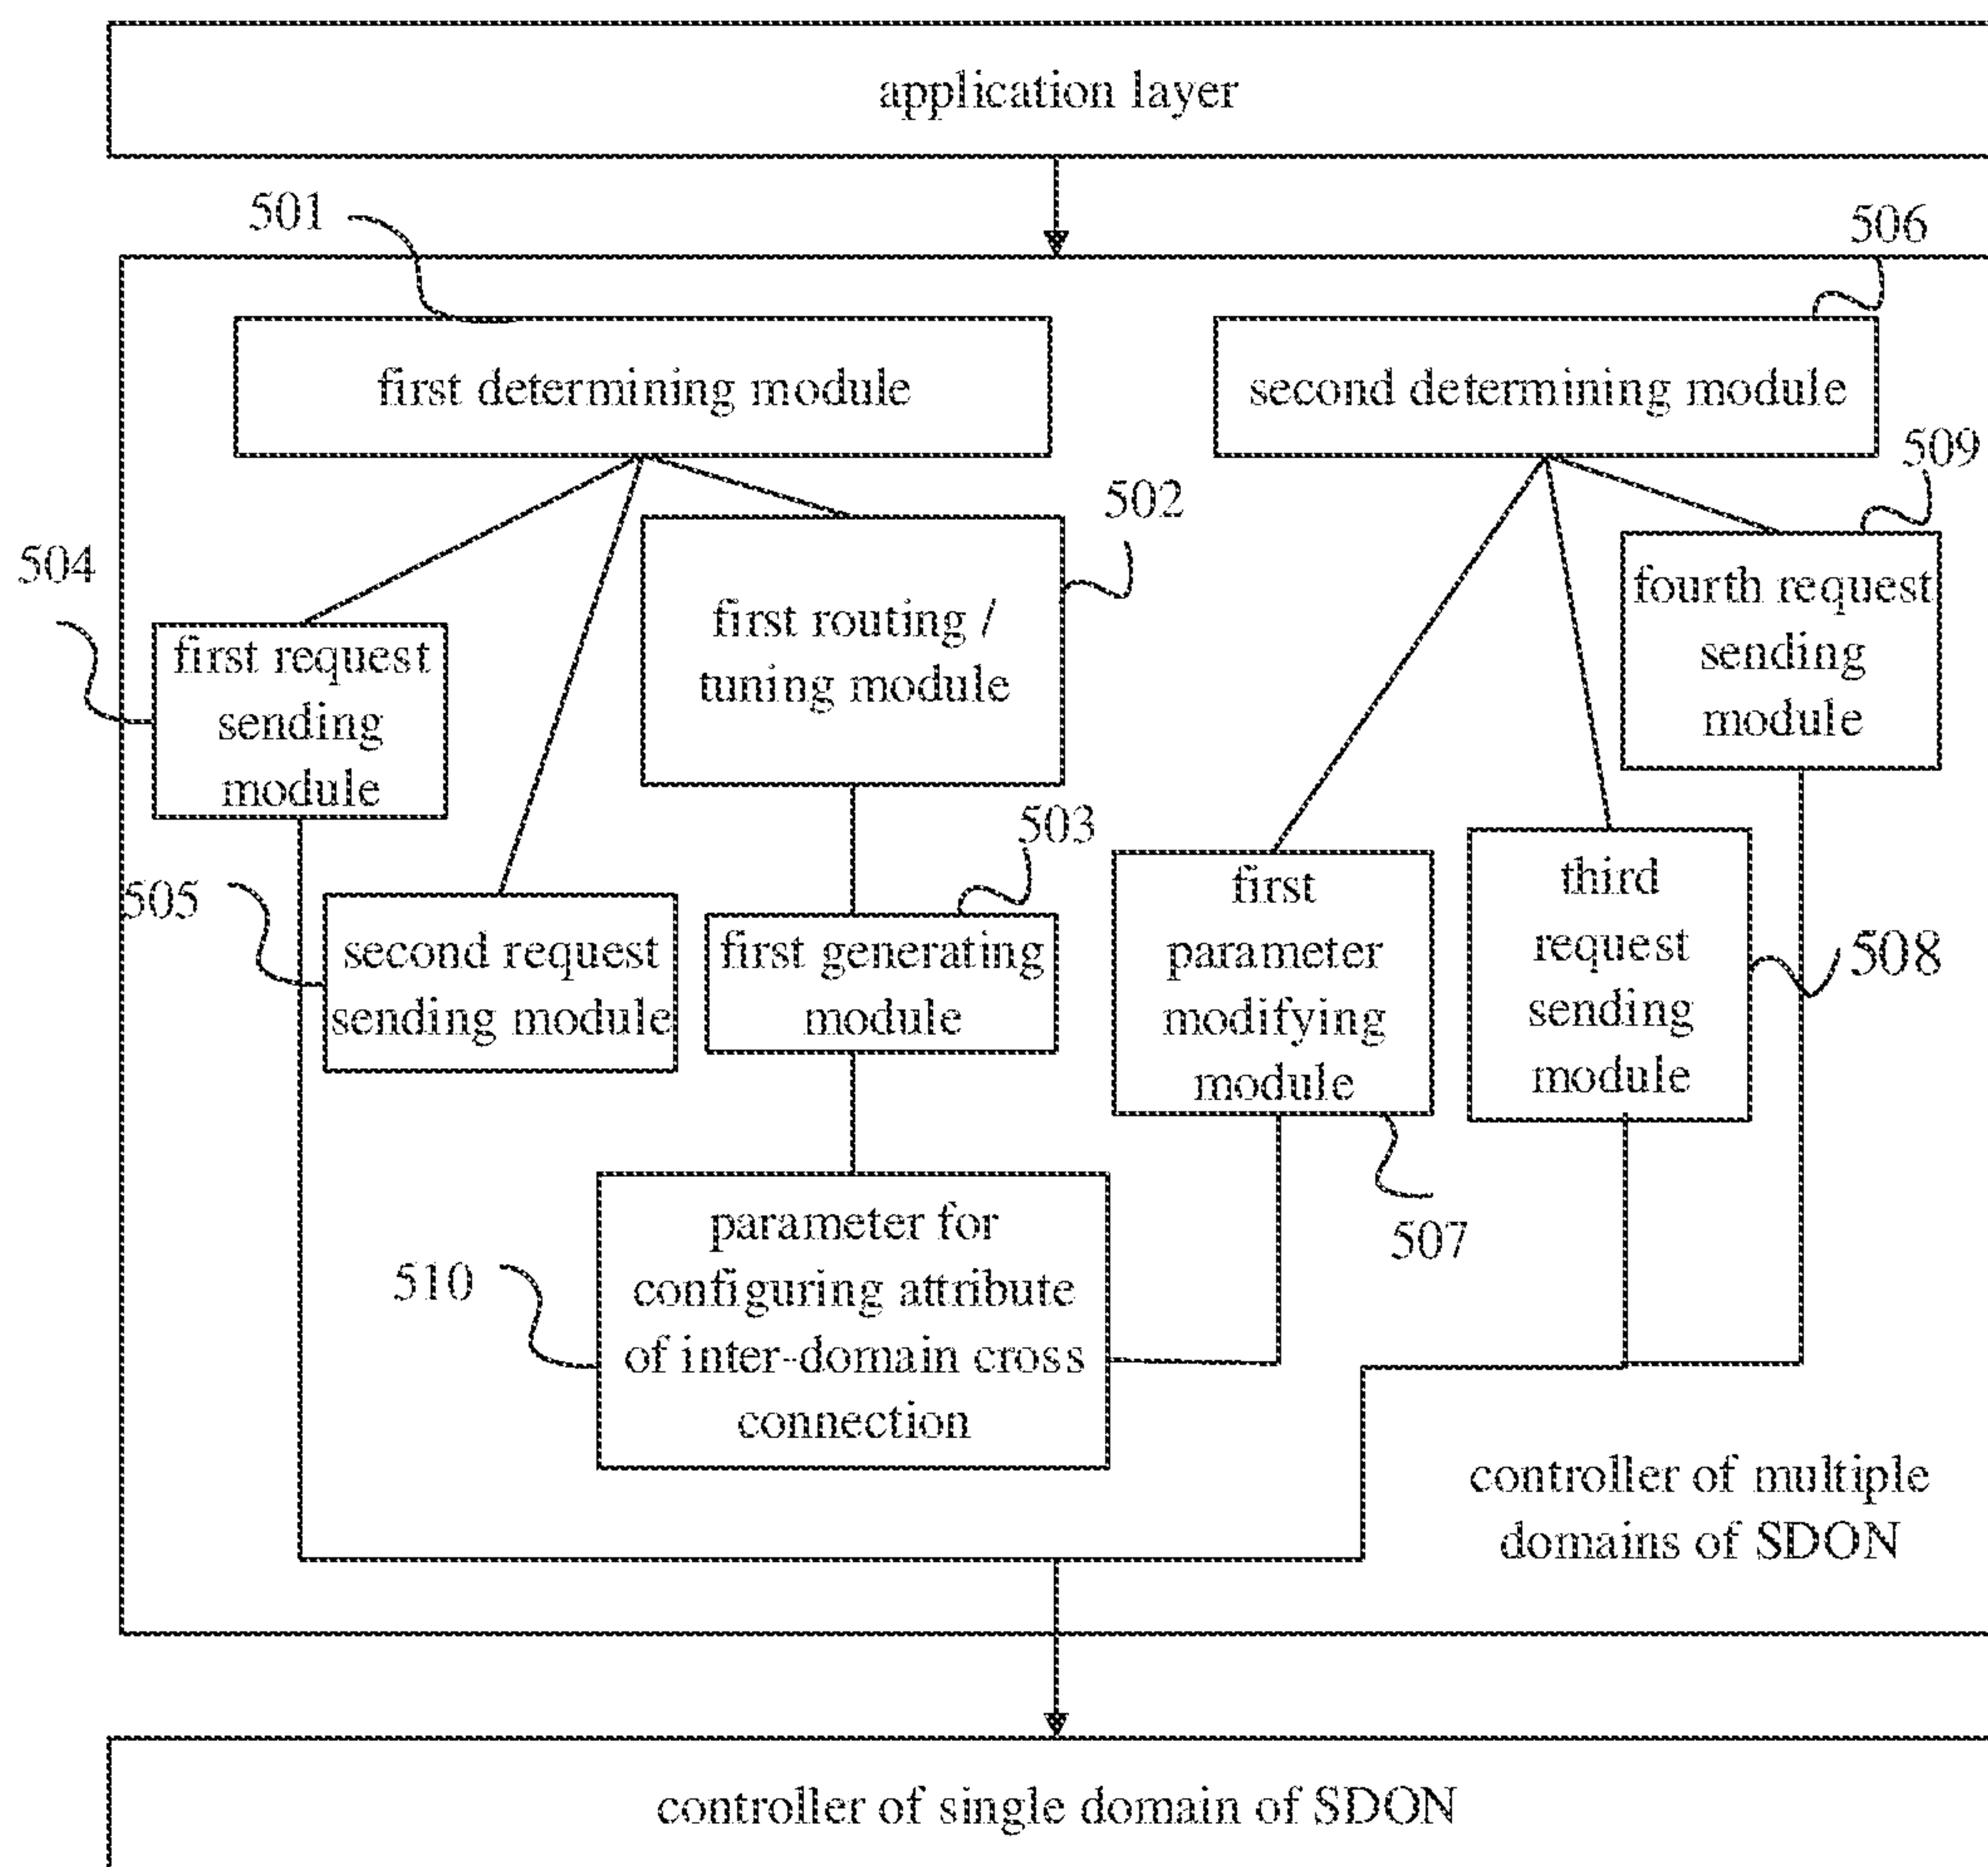 application layer
501
506
first determining module
second determining module
509
502
504
fourth request
sending
module
first routing /
tuning module
first request
sending
module
503
505
second request
sending module
first generating
module
first
parameter
modifying
module
third
request
sending
module
508
507
510
parameter for
configuring attribute
of inter-domain cross
connection
controller of multiple
domains of SDON
controller of single domain of SDON